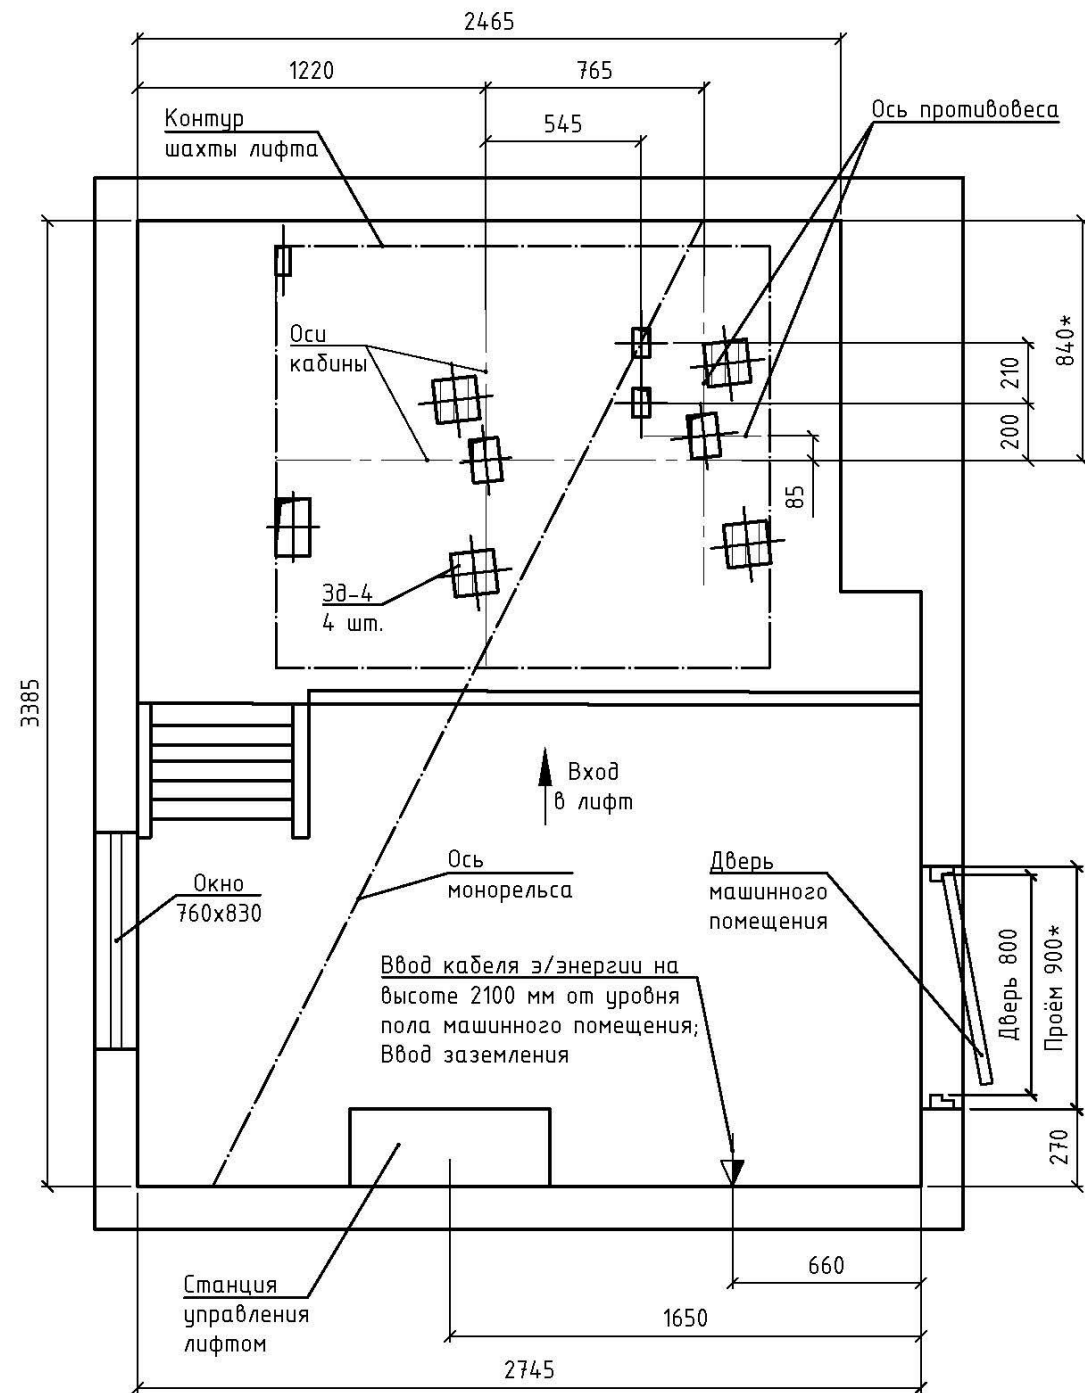 2465
1220
765
Ось противовеса
Контур
шахты лифта
545
840*
Оси
кабины
210
200
85
Зд-4
4 шт.
3385
Вход
в лифт
Ось
монорельса
Дверь
машинного
помещения
Окно
760х830
Дверь 800
Проём 900*
Ввод кабеля э/энергии на
высоте 2100 мм от уровня
пола машинного помещения;
Ввод заземления
270
660
Станция
управления
лифтом
1650
2745